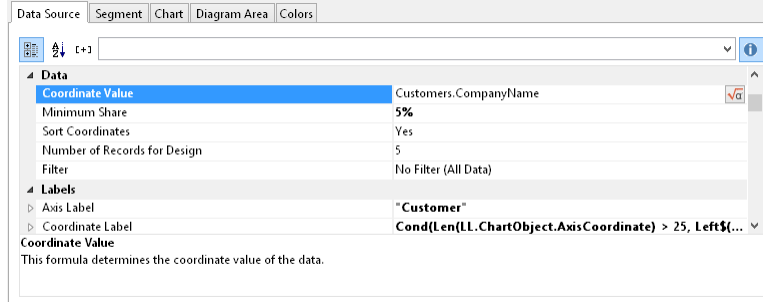 Data Source Segment Chart Diagram Area Colors
Data
Coordinate Value Customers.CompanyName
Minimum Share 5%
Sort Coordinates Yes
Number of Records for Design 5
Filter No Filter (All Data)
Labels
Axis Label "Customer"
Coordinate Label Cond(Len(LL.ChartObject.AxisCoordinate) > 25, Left$(...
Coordinate Value
This formula determines the coordinate value of the data.